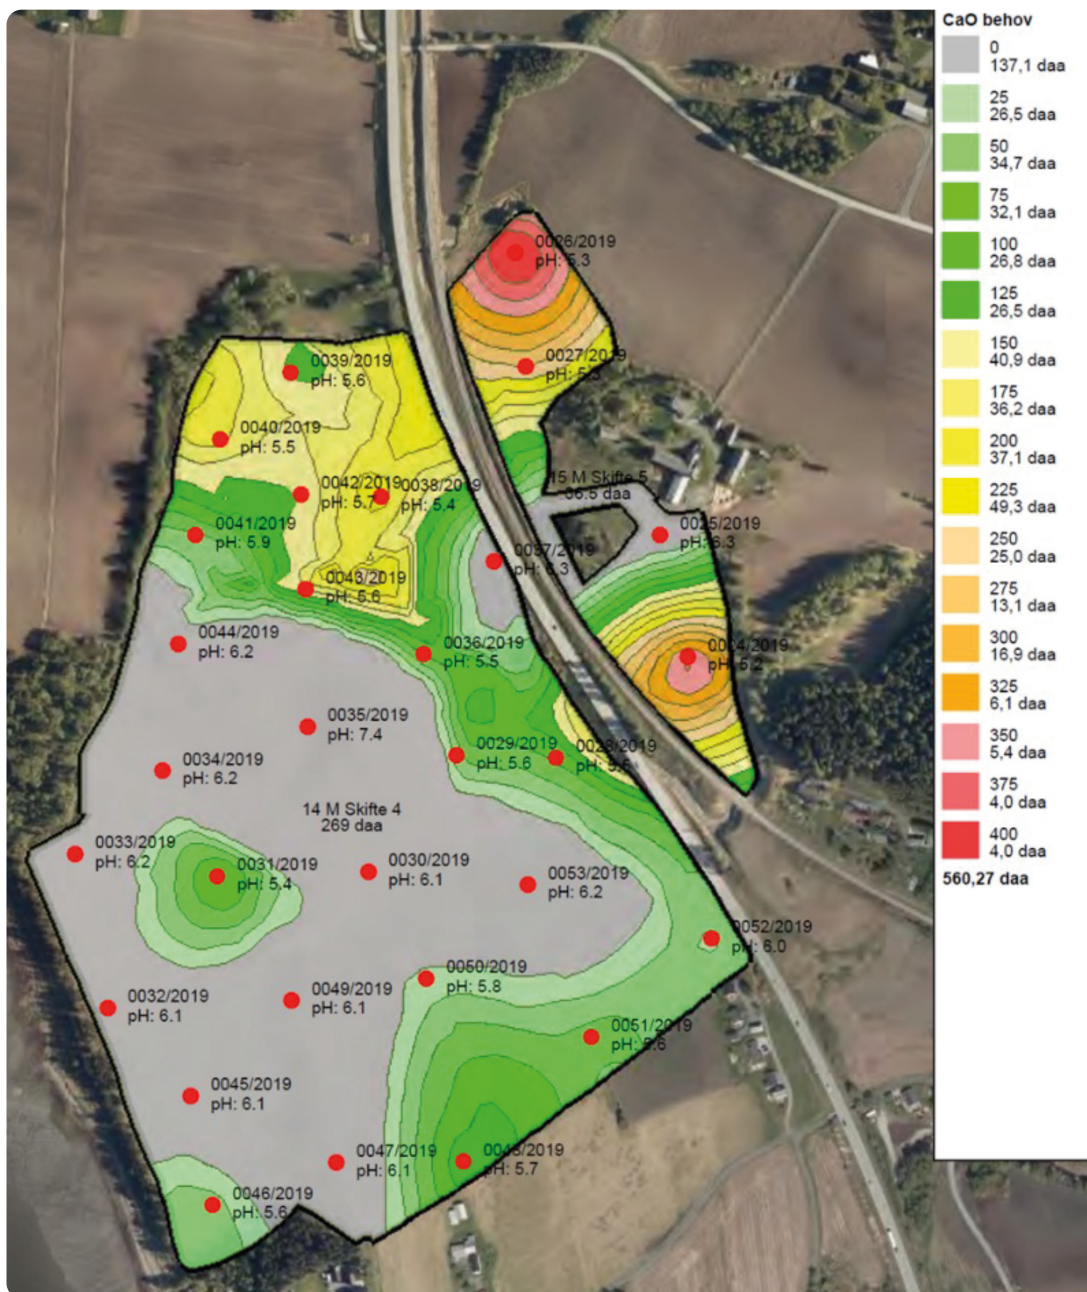 CaO behov
0
137,1 daa
25
26,5 daa
50
34,7 daa
75
32,1 daa
100
26,8 daa
125
26,5 daa
150
40,9 daa
175
36,2 daa
200
37,1 daa
225
49,3 daa
250
25,0 daa
275
13,1 daa
300
16,9 daa
325
6,1 daa
350
5,4 daa
375
4,0 daa
400
4,0 daa
560,27 daa
0026/2019
pH: 5.3
0027/2019
0039/2019
pH: 5.6
0040/2019
pH: 5.5
0042/2019
pH: 5.7
0038/2019
pH: 5.4
15 M Skifte 5
66.5 daa
0041/2019
pH: 5.9
0025/2019
pH: 6.3
0037/2019
pH: 6.3
0043/2019
pH: 5.6
0044/2019
pH: 6.2
0036/2019
pH: 5.5
pH: 5.2
0035/2019
pH: 7.4
0029/2019
pH: 5.6
0028/2019
0034/2019
pH: 6.2
14 M Skifte 4
269 daa
0033/2019
pH: 6.2
0031/2019
pH: 5.4
0030/2019
pH: 6.1
0053/2019
pH: 6.2
0052/2019
pH: 6.0
0050/2019
pH: 5.8
0032/2019
pH: 6.1
0049/2019
pH: 6.1
0051/2019
pH: 5.6
0045/2019
pH: 6.1
0047/2019
pH: 6.1
0048/2019
pH: 5.7
0046/2019
pH: 5.6